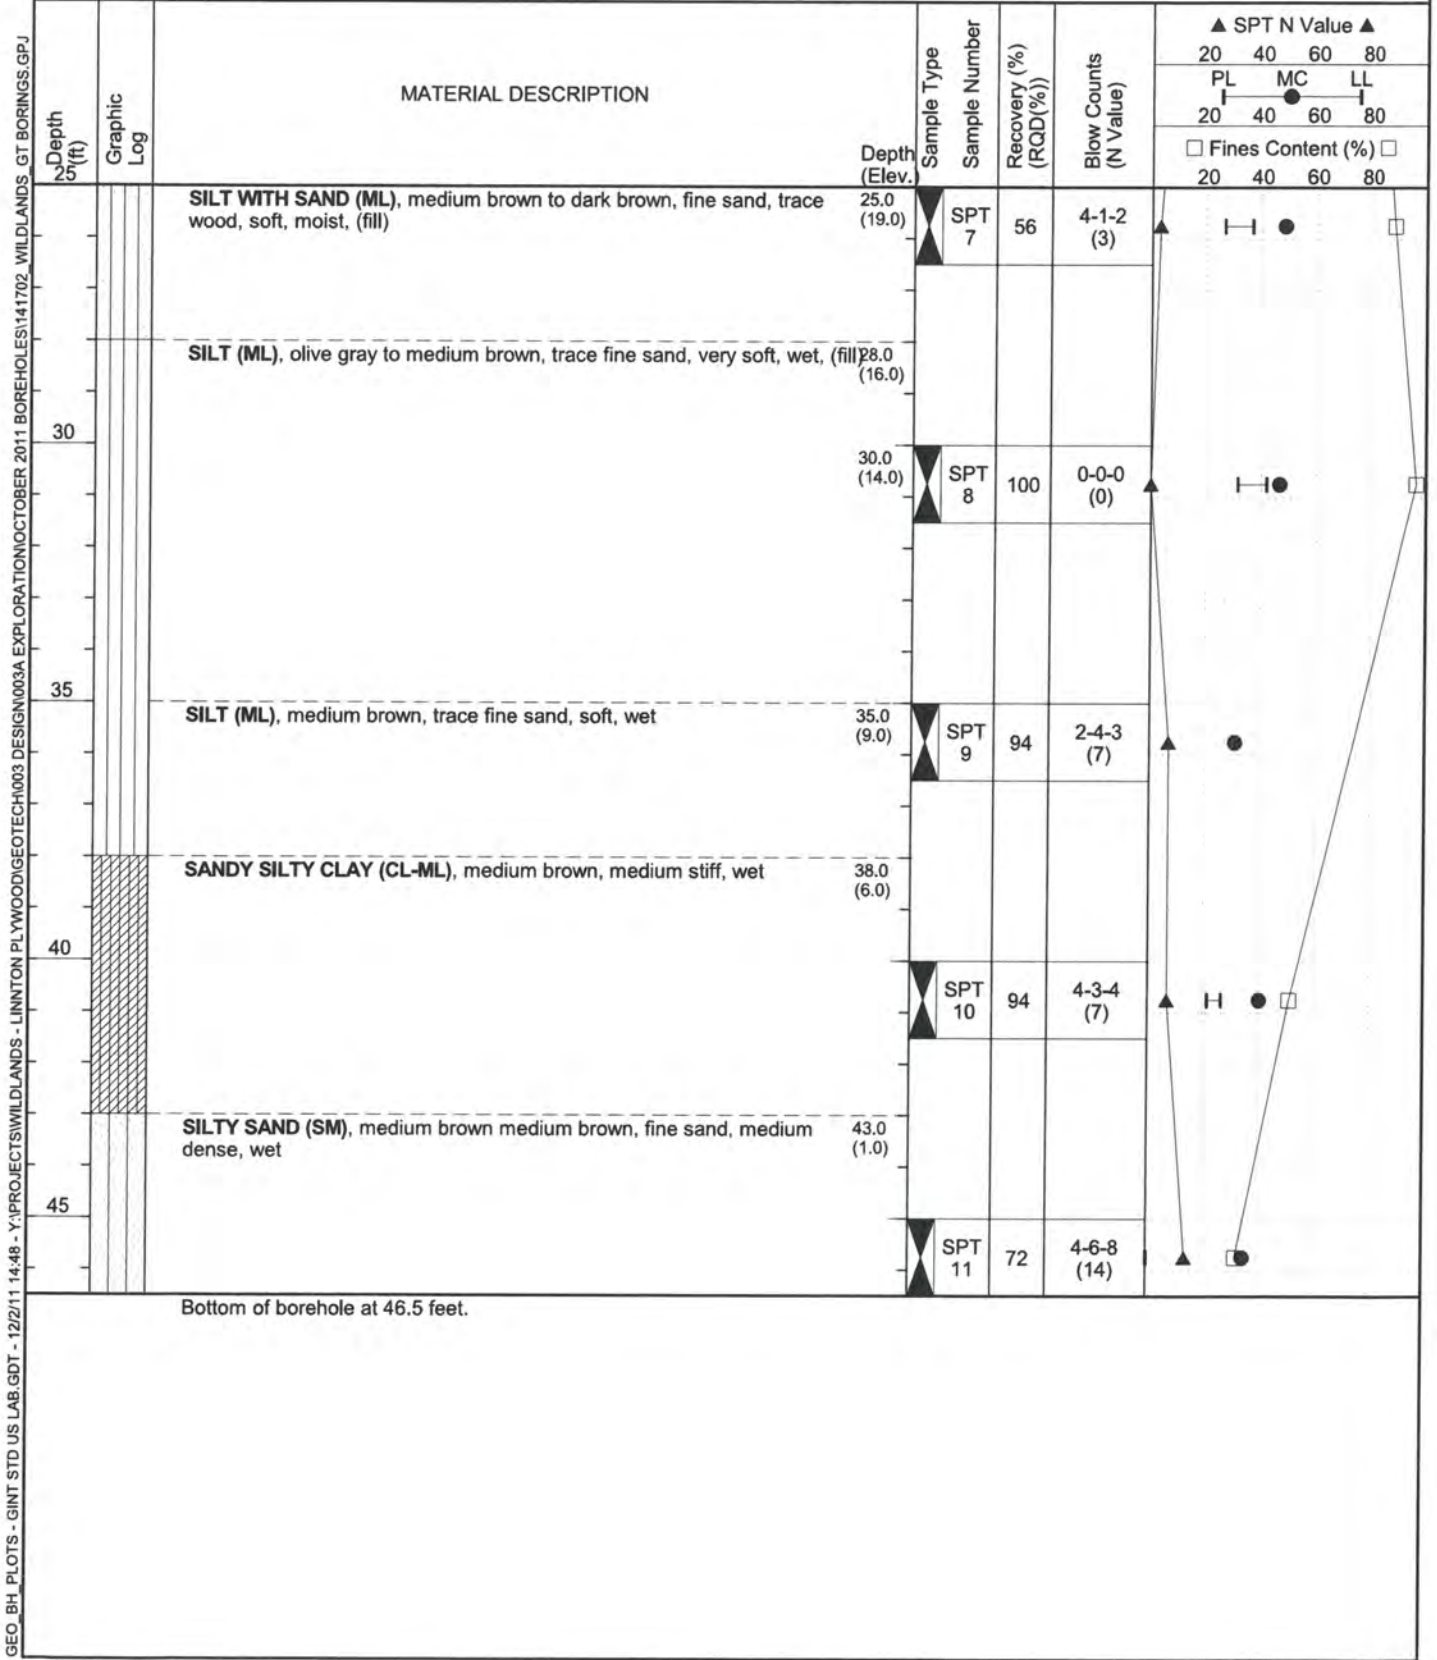 GEO_BH_PLOTS - GINT STD US LAB.GDT - 12/2/11 14:48 - Y:\PROJECTS\WILDLANDS - LINNTON PLYWOOD\GEOTECH\003 DESIGN\003A EXPLORATION\OCTOBER 2011 BOREHOLES\141702_WILDLANDS_GT BORINGS.GPJ
Depth
(ft)
Graphic
Log
MATERIAL DESCRIPTION
Depth
(Elev.)
Sample Type
Sample Number
Recovery (%)
(RQD(%))
Blow Counts
(N Value)
▲ SPT N Value ▲
20 40 60 80
PL MC LL
20 40 60 80
□ Fines Content (%) □
20 40 60 80
25
SILT WITH SAND (ML), medium brown to dark brown, fine sand, trace
wood, soft, moist, (fill)
25.0
(19.0)
SPT
7
56
4-1-2
(3)
SILT (ML), olive gray to medium brown, trace fine sand, very soft, wet, (fill)
28.0
(16.0)
30
30.0
(14.0)
SPT
8
100
0-0-0
(0)
35
SILT (ML), medium brown, trace fine sand, soft, wet
35.0
(9.0)
SPT
9
94
2-4-3
(7)
SANDY SILTY CLAY (CL-ML), medium brown, medium stiff, wet
38.0
(6.0)
40
SPT
10
94
4-3-4
(7)
SILTY SAND (SM), medium brown medium brown, fine sand, medium
dense, wet
43.0
(1.0)
45
SPT
11
72
4-6-8
(14)
Bottom of borehole at 46.5 feet.